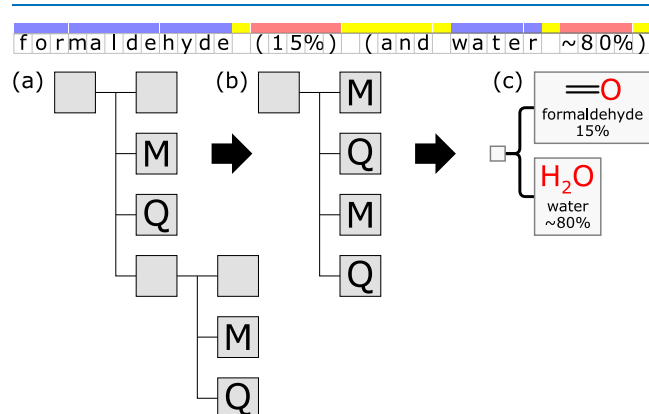 formaldehyde (15%) (and water ~80%)
(a) (b) M (c) =O
formaldehyde
15%
M Q
Q M H₂O
water
~80%
Q
M
Q